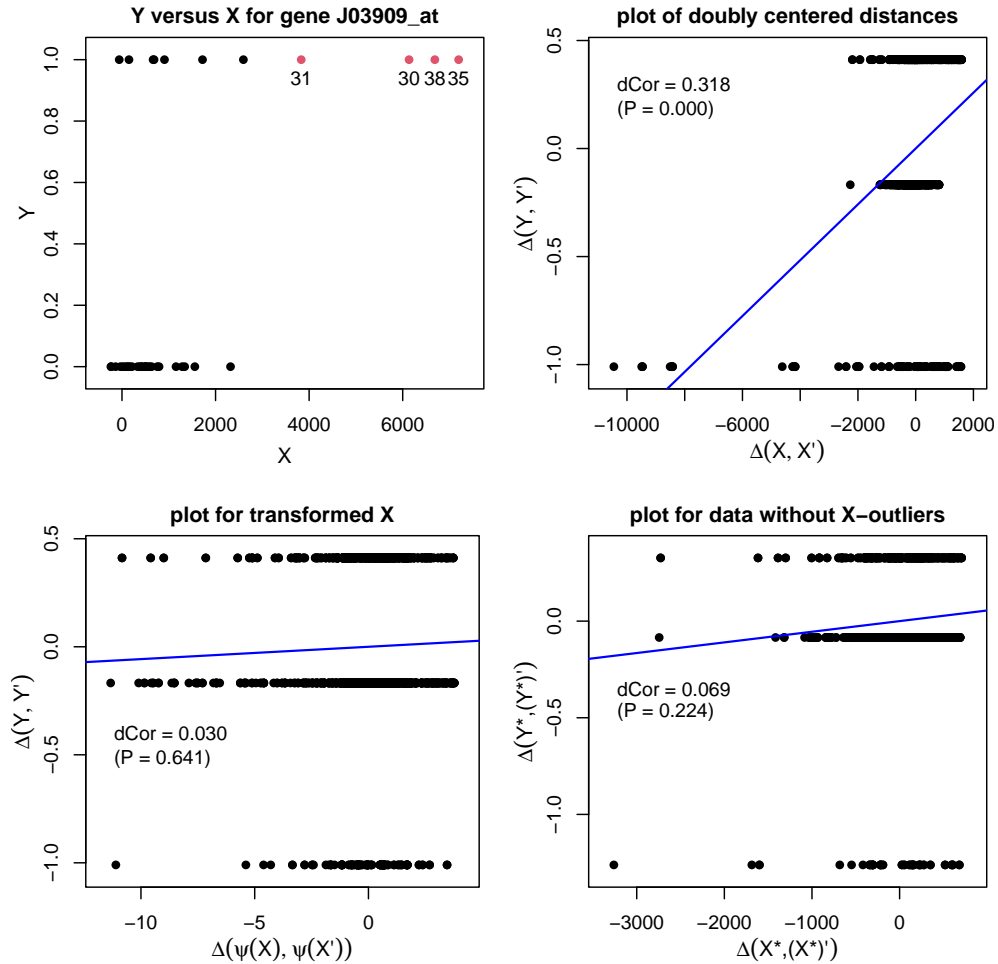 Y versus X for gene J03909_at
1.0
0.8
0.6
0.4
0.2
0.0
Y
31
30
38
35
0
2000
4000
6000
X
plot of doubly centered distances
0.5
0.0
−0.5
−1.0
Δ(Y, Y')
dCor = 0.318
(P = 0.000)
−10000
−6000
−2000
0
2000
Δ(X, X')
plot for transformed X
0.5
0.0
−0.5
−1.0
Δ(Y, Y')
dCor = 0.030
(P = 0.641)
−10
−5
0
Δ(ψ(X), ψ(X'))
plot for data without X−outliers
0.0
−0.5
−1.0
Δ(Y*,(Y*)')
dCor = 0.069
(P = 0.224)
−3000
−2000
−1000
0
Δ(X*,(X*)')